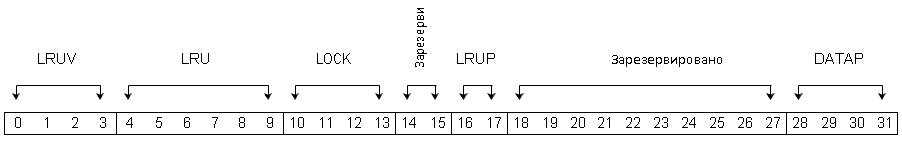 LRUV LRU LOCK Зарезерви LRUP Зарезервировано DATAP
0 1 2 3 4 5 6 7 8 9 10 11 12 13 14 15 16 17 18 19 20 21 22 23 24 25 26 27 28 29 30 31